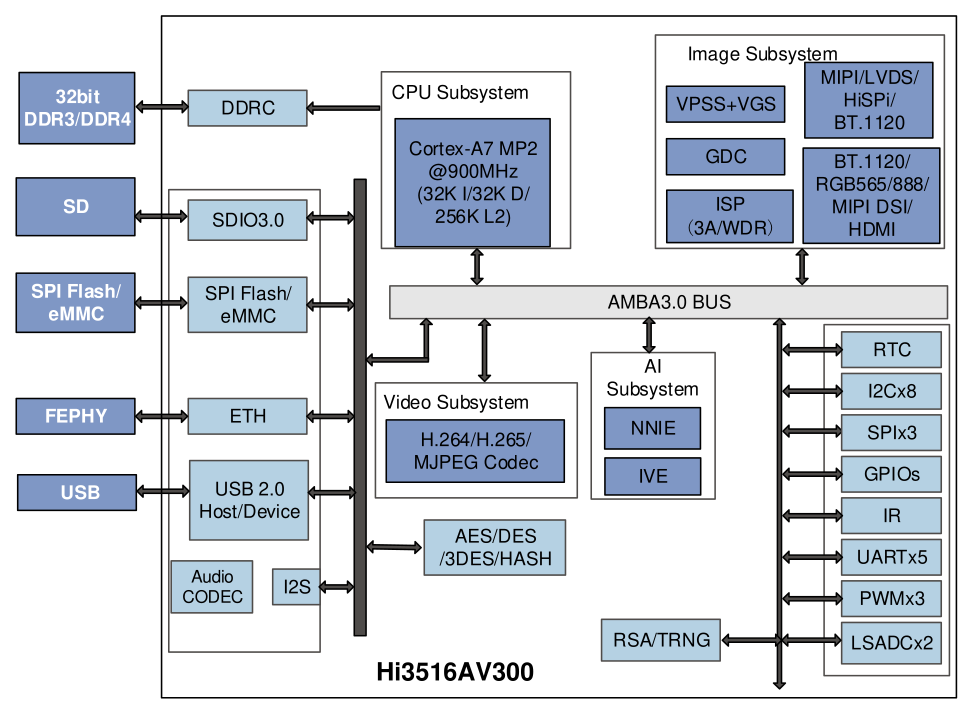 32bit
DDR3/DDR4
SD
SPI Flash/
eMMC
FEPHY
USB
DDRC
SDIO3.0
SPI Flash/
eMMC
ETH
USB 2.0
Host/Device
Audio
CODEC
I2S
CPU Subsystem
Cortex-A7 MP2
@900MHz
(32K I/32K D/
256K L2)
Image Subsystem
VPSS+VGS
GDC
ISP
（3A/WDR）
MIPI/LVDS/
HiSPi/
BT.1120
BT.1120/
RGB565/888/
MIPI DSI/
HDMI
AMBA3.0 BUS
Video Subsystem
H.264/H.265/
MJPEG Codec
AI
Subsystem
NNIE
IVE
AES/DES
/3DES/HASH
RSA/TRNG
RTC
I2Cx8
SPIx3
GPIOs
IR
UARTx5
PWMx3
LSADCx2
Hi3516AV300